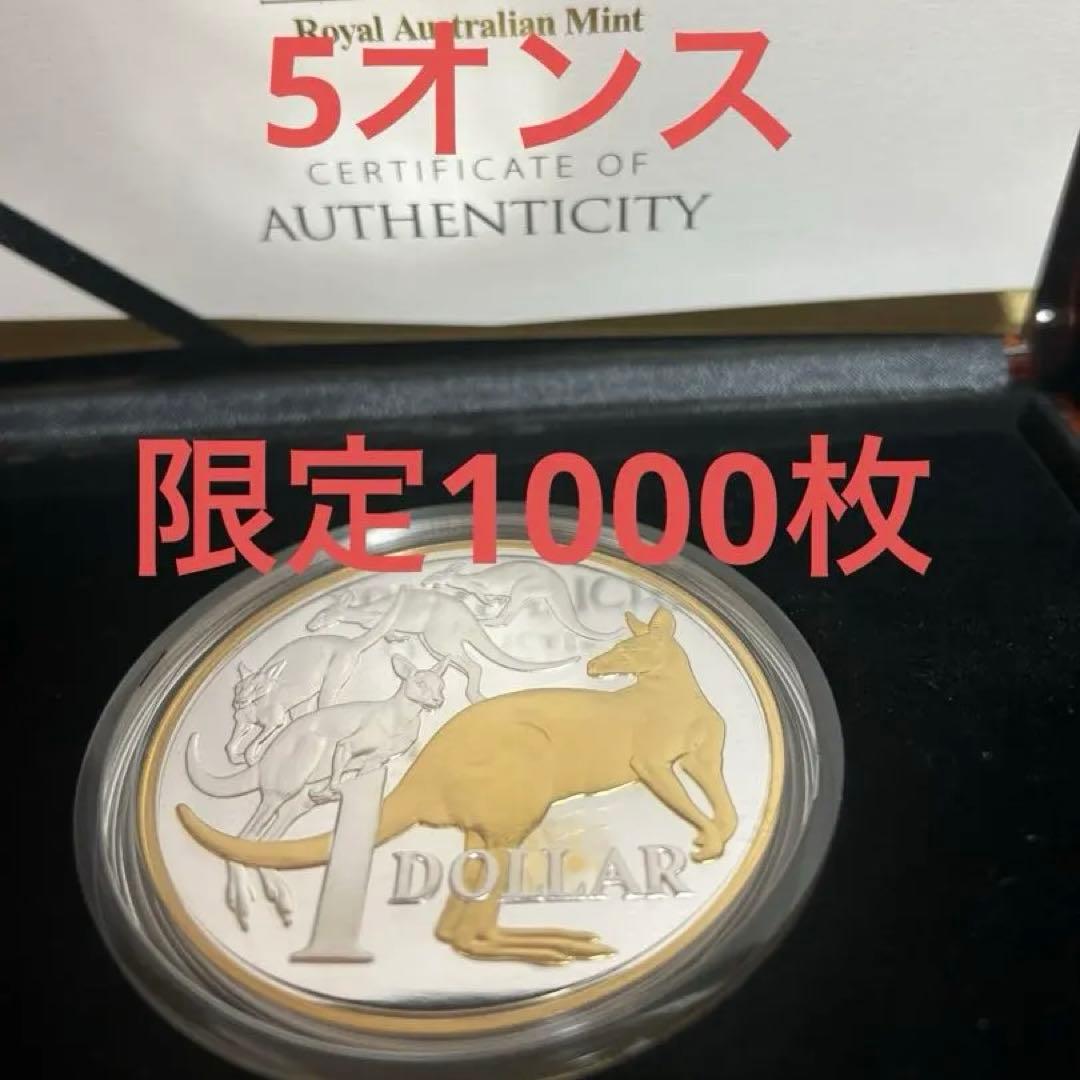 Royal Australian Mint
5オンス
CERTIFICATE OF
AUTHENTICITY
限定1000枚
1
DOLLAR